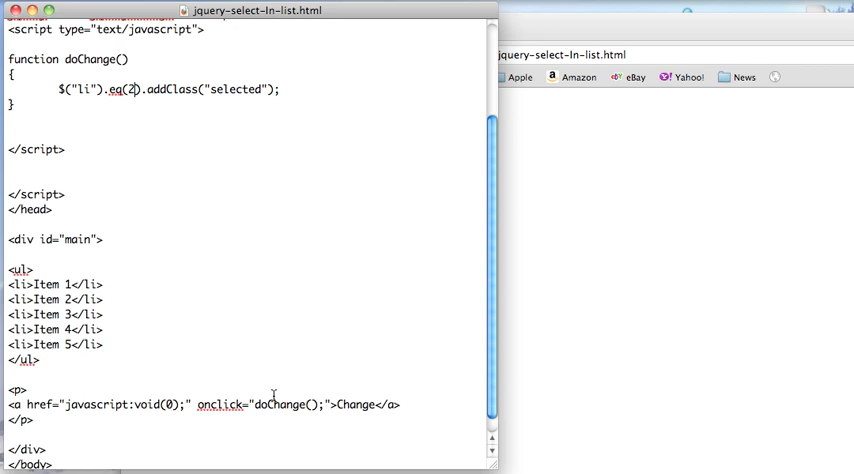 jquery-select-In-list.html
<script type="text/javascript">
function doChange()
{
$("li").eq(2).addClass("selected");
}
</script>
</script>
</head>
<div id="main">
<ul>
<li>Item 1</li>
<li>Item 2</li>
<li>Item 3</li>
<li>Item 4</li>
<li>Item 5</li>
</ul>
<p>
<a href="javascript:void(0);" onclick="doChange();">Change</a>
</p>
</div>
</body>
jquery-select-In-list.html
Apple Amazon eBay Yahoo! News